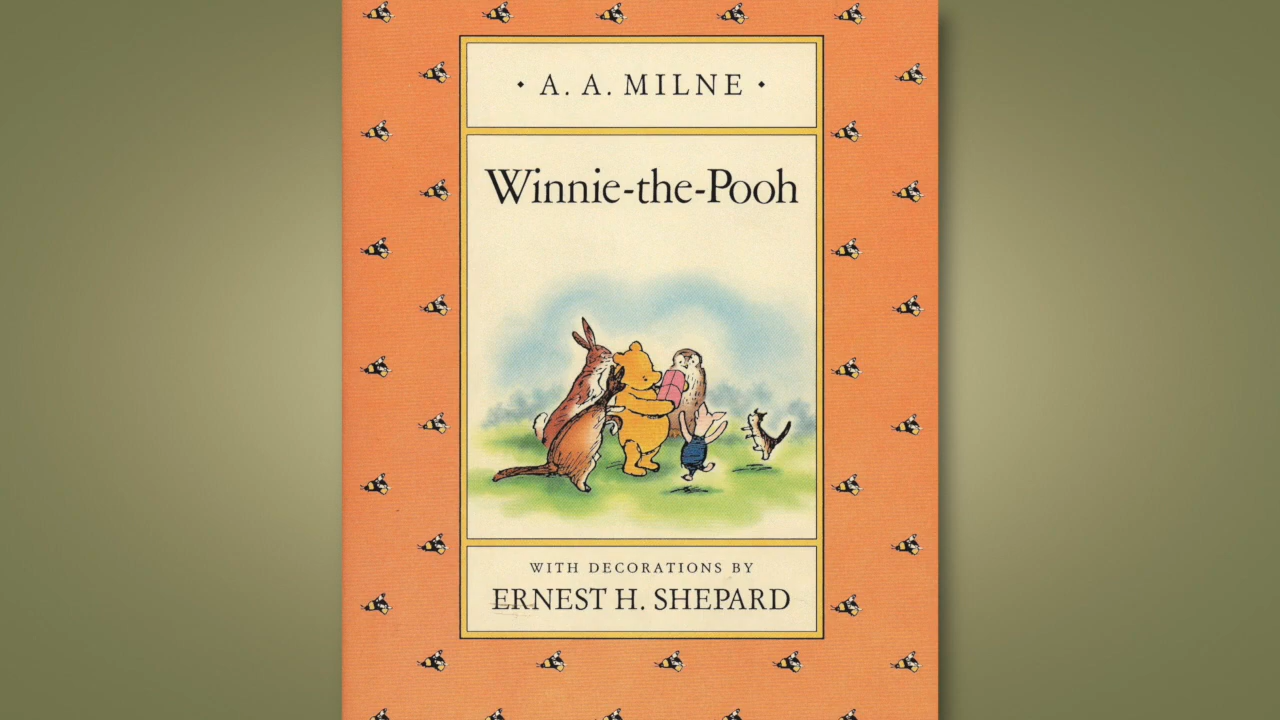 · A. A. MILNE ·
Winnie-the-Pooh
WITH DECORATIONS BY
ERNEST H. SHEPARD